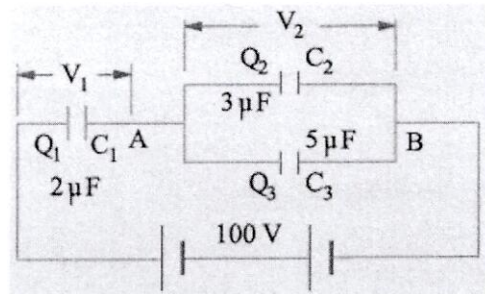 V₂
V₁
Q₂ C₂
3 μF
Q₁ C₁ A
5 μF B
2 μF
Q₃ C₃
100 V